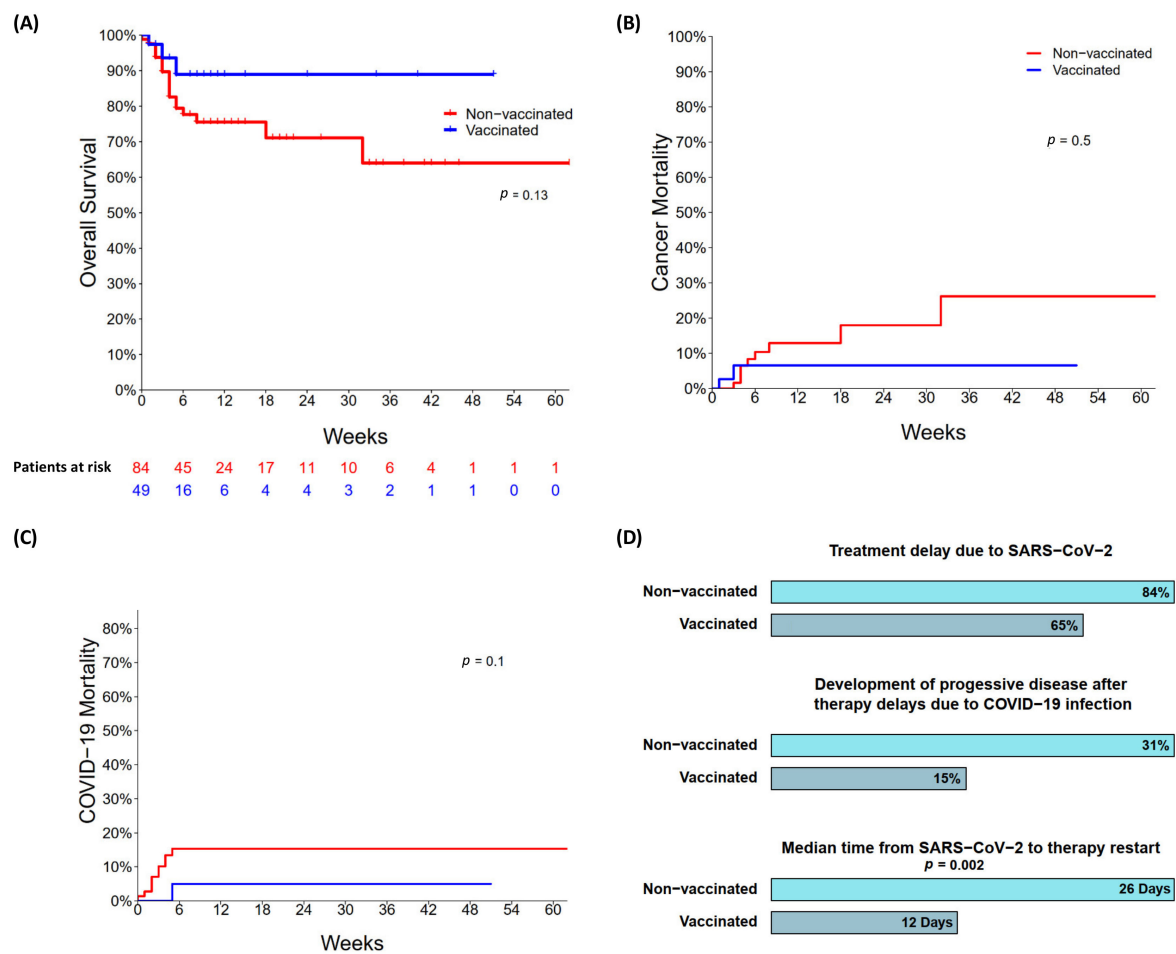 (A)
Overall Survival
100%
90%
80%
70%
60%
50%
40%
30%
20%
10%
0%
Non-vaccinated
Vaccinated
p = 0.13
0 6 12 18 24 30 36 42 48 54 60
Weeks
Patients at risk 84 45 24 17 11 10 6 4 1 1 1
49 16 6 4 4 3 2 1 1 0 0
(B)
Cancer Mortality
100%
90%
80%
70%
60%
50%
40%
30%
20%
10%
0%
Non-vaccinated
Vaccinated
p = 0.5
0 6 12 18 24 30 36 42 48 54 60
Weeks
(C)
COVID−19 Mortality
80%
70%
60%
50%
40%
30%
20%
10%
0%
p = 0.1
0 6 12 18 24 30 36 42 48 54 60
Weeks
(D)
Treatment delay due to SARS−CoV−2
Non−vaccinated 84%
Vaccinated 65%
Development of progessive disease after
therapy delays due to COVID−19 infection
Non−vaccinated 31%
Vaccinated 15%
Median time from SARS−CoV−2 to therapy restart
p = 0.002
Non−vaccinated 26 Days
Vaccinated 12 Days